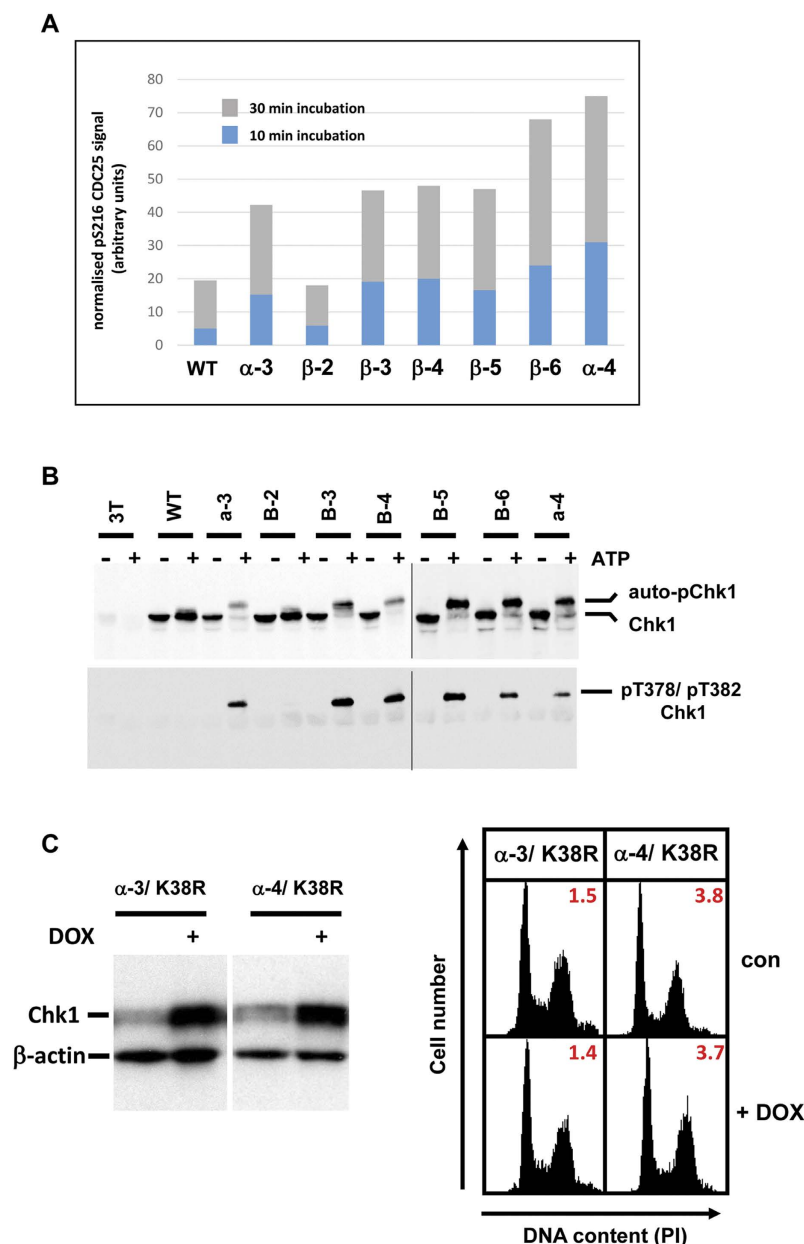 A
normalised pS216 CDC25 signal
(arbitrary units)
80
70
60
50
40
30
20
10
0
30 min incubation
10 min incubation
WT α-3 β-2 β-3 β-4 β-5 β-6 α-4
B
3T WT a-3 B-2 B-3 B-4 B-5 B-6 a-4
- + - + - + - + - + - + - + - + - + ATP
auto-pChk1
Chk1
pT378/ pT382
Chk1
C
α-3/ K38R α-4/ K38R
DOX + +
Chk1
β-actin
α-3/ K38R α-4/ K38R
1.5 3.8
con
Cell number
1.4 3.7
+ DOX
DNA content (PI)